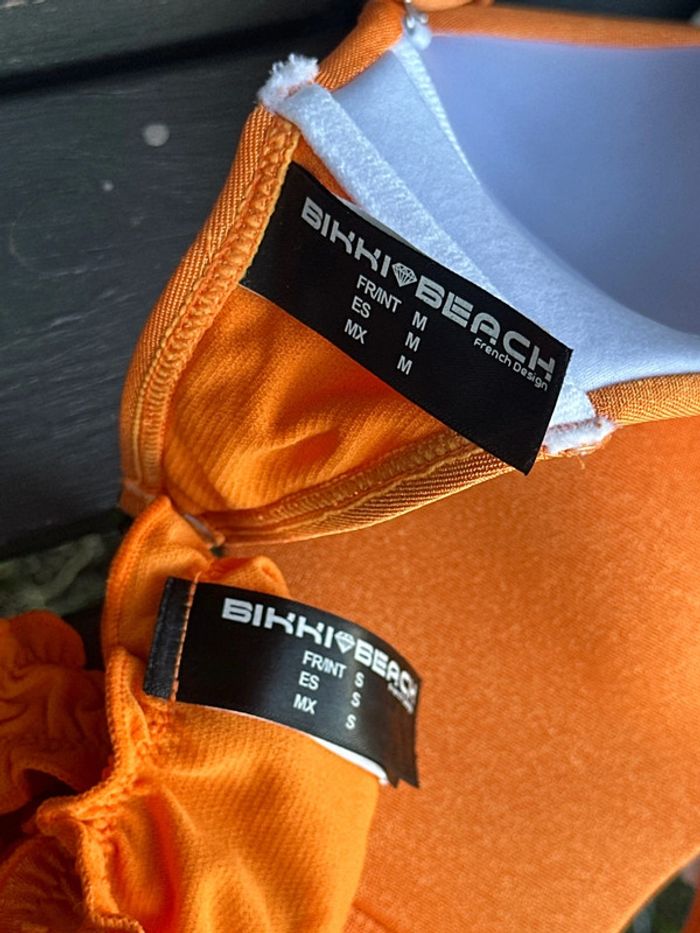 BIKKI BEACH
French Design
FR/INT M
ES M
MX M
BIKKI BEACH
FR/INT S
ES S
MX S